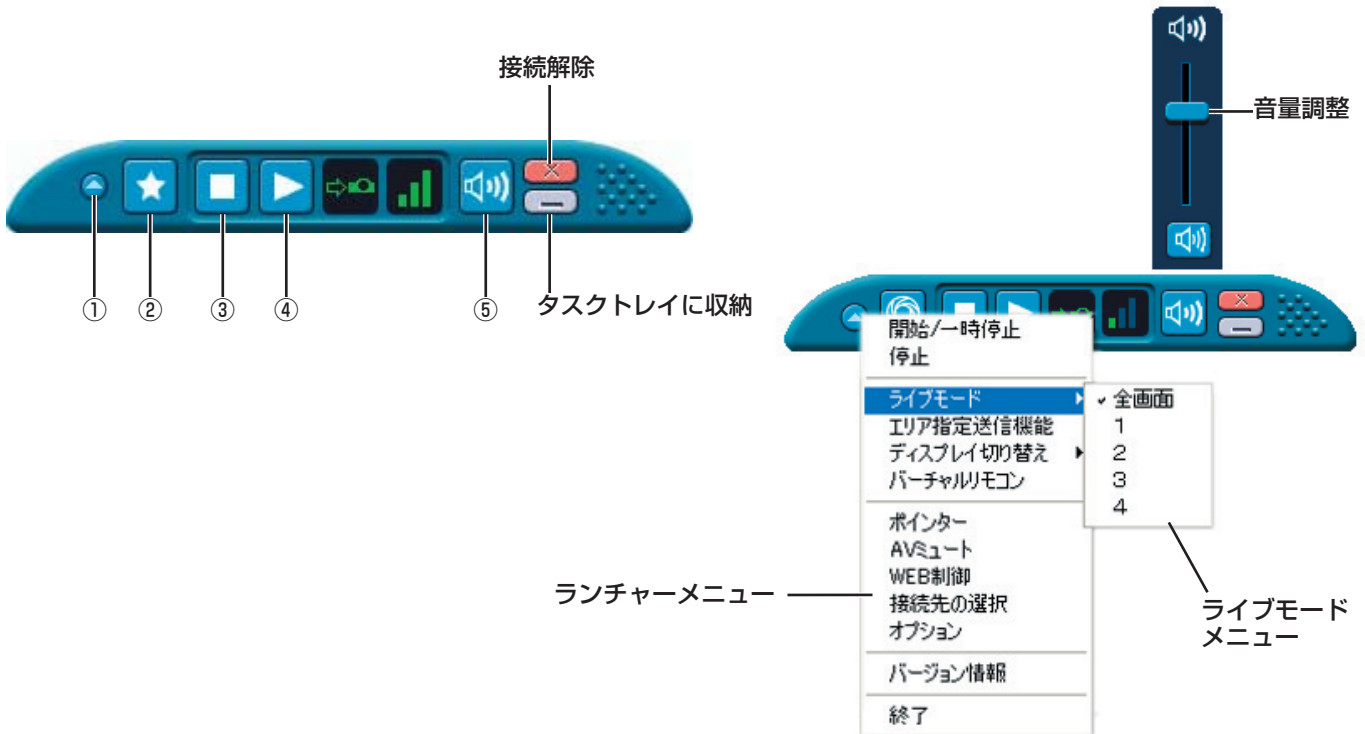 接続解除
①
②
③
④
⑤
タスクトレイに収納
音量調整
開始/一時停止
停止
ライブモード
エリア指定送信機能
ディスプレイ切り替え
バーチャルリモコン
ポインター
AVミュート
WEB制御
接続先の選択
オプション
バージョン情報
終了
全画面
1
2
3
4
ランチャーメニュー
ライブモード
メニュー